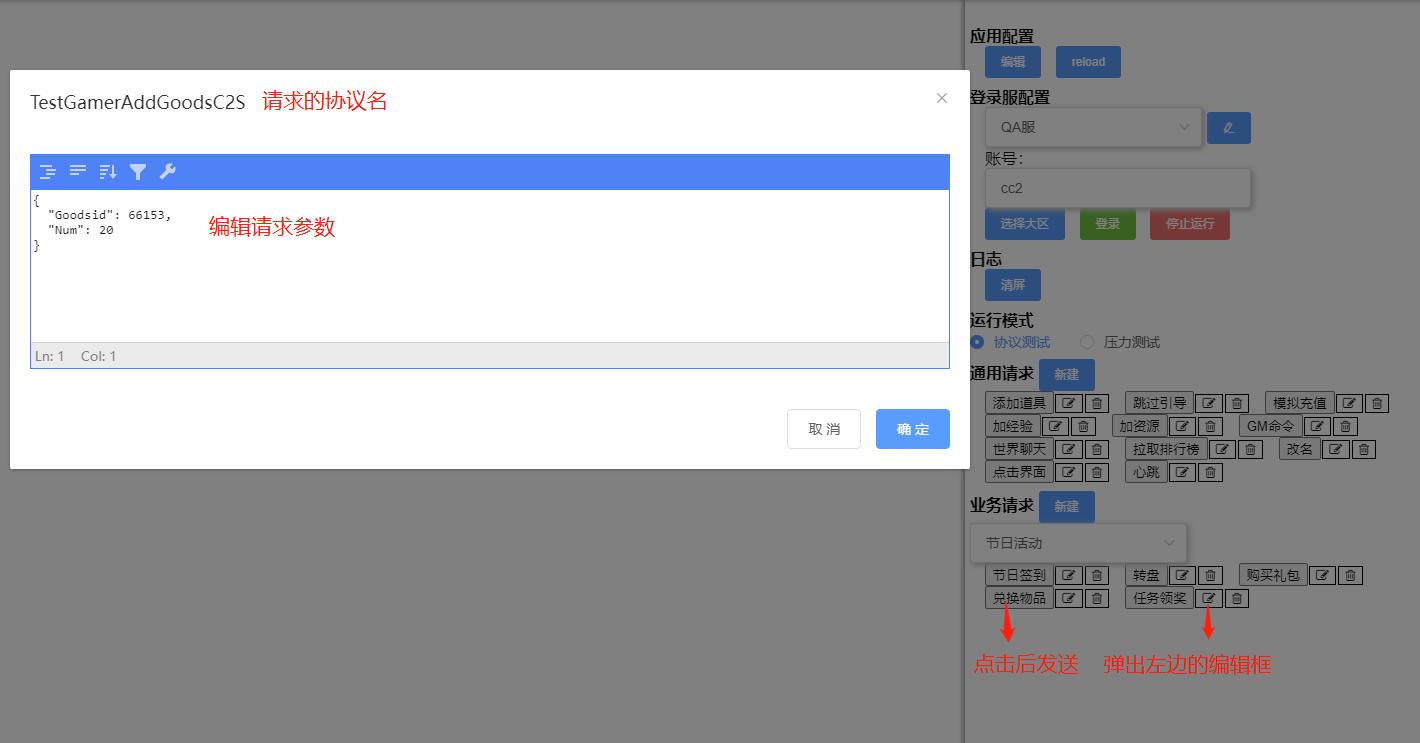 TestGamerAddGoodsC2S 请求的协议名
{
"Goodsid": 66153,
"Num": 20
}
编辑请求参数
Ln: 1 Col: 1
取 消 确 定
应用配置
编辑 reload
登录服配置
QA服
账号:
cc2
选择大区 登录 停止运行
日志
清屏
运行模式
协议测试 压力测试
通用请求 新建
添加道具 跳过引导 模拟充值
加经验 加资源 GM命令
世界聊天 拉取排行榜 改名
点击界面 心跳
业务请求 新建
节日活动
节日签到 转盘 购买礼包
兑换物品 任务领奖
点击后发送 弹出左边的编辑框